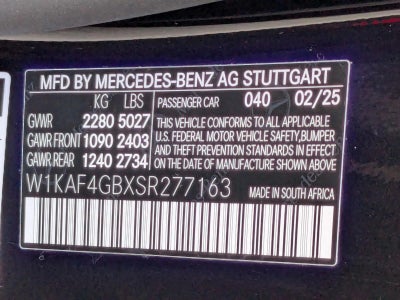 MFD BY MERCEDES-BENZ AG STUTTGART
KG LBS PASSENGER CAR 040 02/25
GVWR 2280 5027 THIS VEHICLE CONFORMS TO ALL APPLICABLE
GAWR FRONT 1090 2403 U.S. FEDERAL MOTOR VEHICLE SAFETY, BUMPER
GAWR REAR 1240 2734 AND THEFT PREVENTION STANDARDS IN EFFECT
ON THE DATE OF MANUFACTURE SHOWN ABOVE.
W1KAF4GBXSR277163 MADE IN SOUTH AFRICA